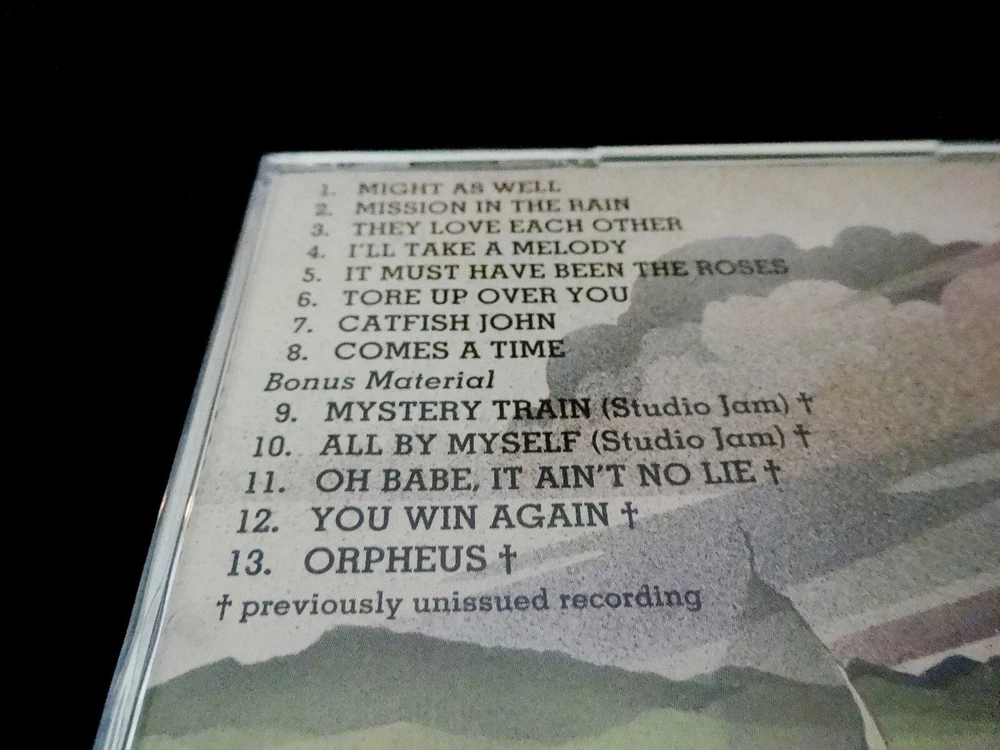 1. MIGHT AS WELL
2. MISSION IN THE RAIN
3. THEY LOVE EACH OTHER
4. I'LL TAKE A MELODY
5. IT MUST HAVE BEEN THE ROSES
6. TORE UP OVER YOU
7. CATFISH JOHN
8. COMES A TIME
Bonus Material
9. MYSTERY TRAIN (Studio Jam) †
10. ALL BY MYSELF (Studio Jam) †
11. OH BABE, IT AIN'T NO LIE †
12. YOU WIN AGAIN †
13. ORPHEUS †
† previously unissued recording